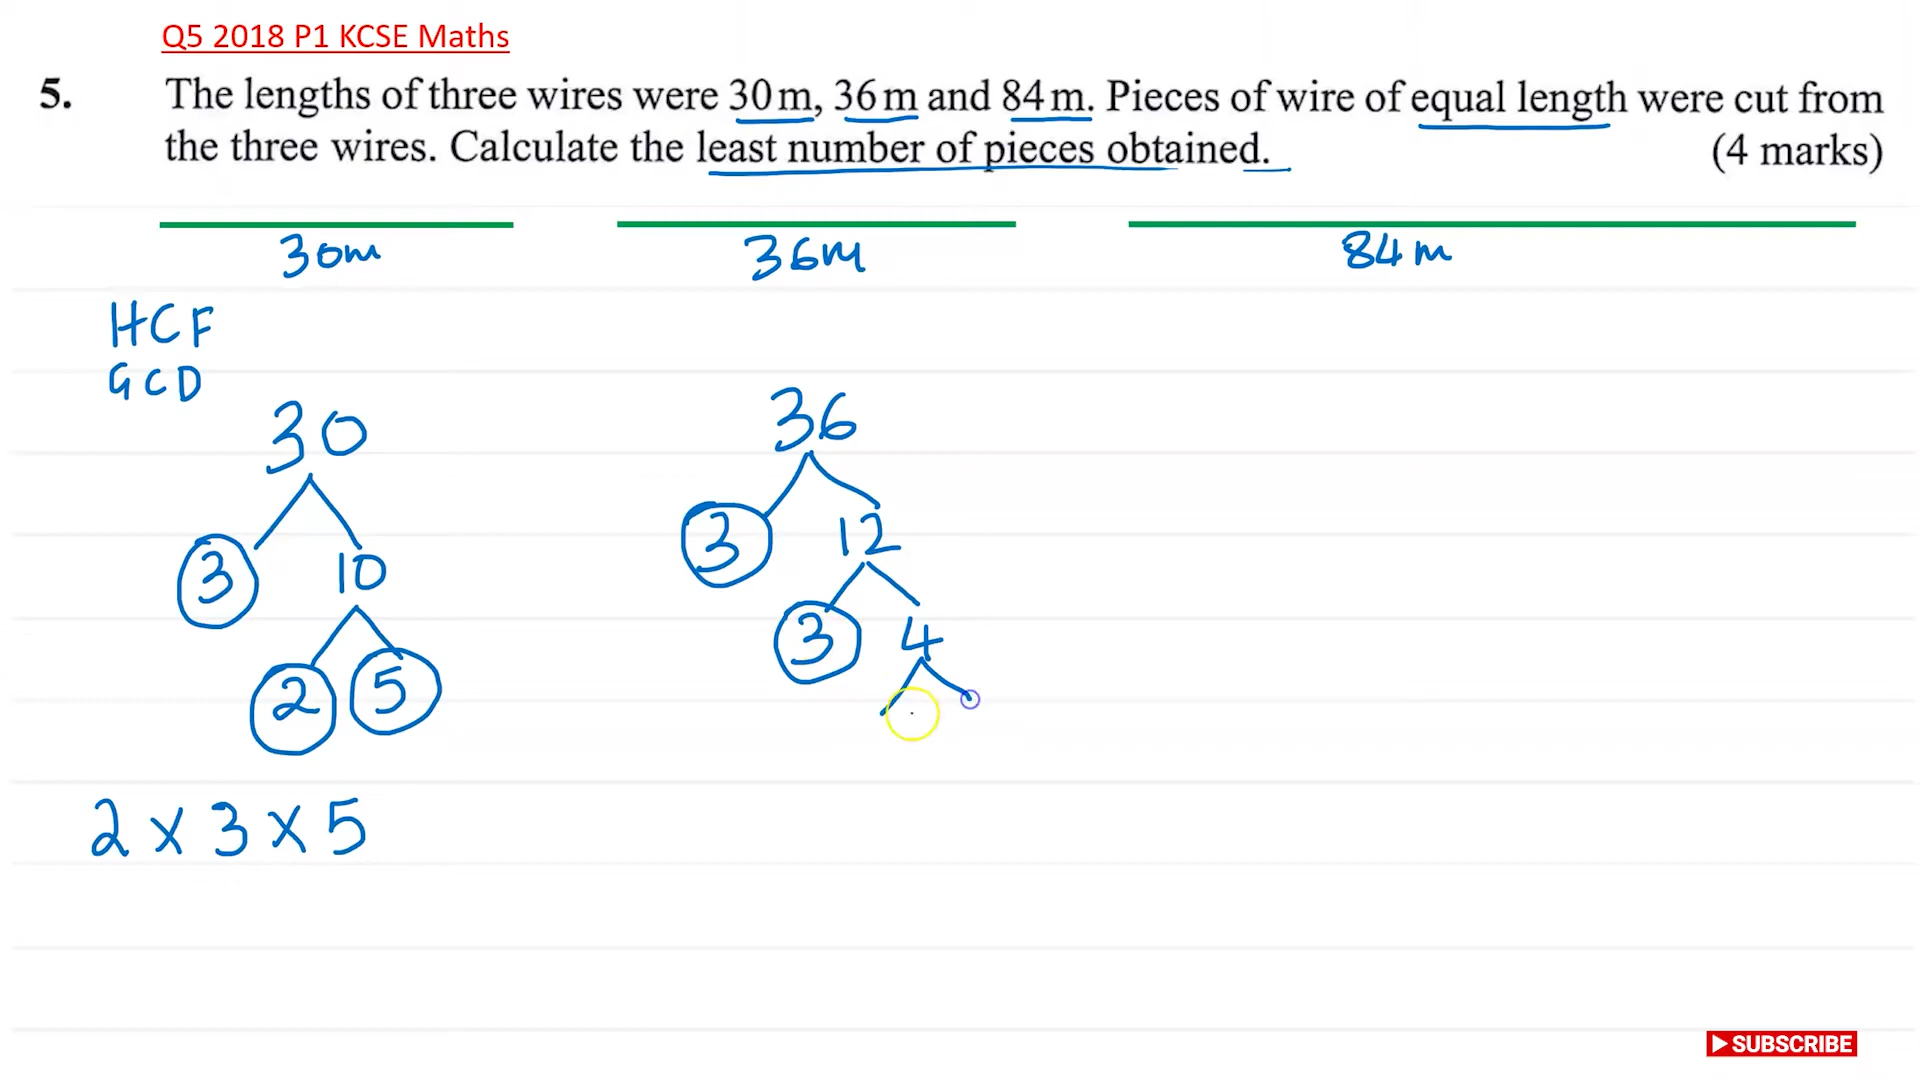 Q5 2018 P1 KCSE Maths
5. The lengths of three wires were 30 m, 36 m and 84 m. Pieces of wire of equal length were cut from
the three wires. Calculate the least number of pieces obtained. (4 marks)
30m 36m 84m
HCF
GCD
30 36
3 10 3 12
2 5 3 4
2 x 3 x 5
SUBSCRIBE